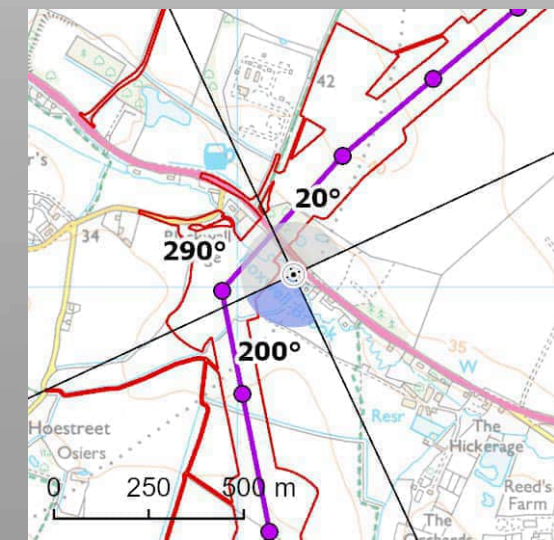 42
r's
20°
34
290°
35
W
200°
Resr
The
Hickerage
Hoestreet
Osiers
Reed's
Farm
0 250 500 m
The